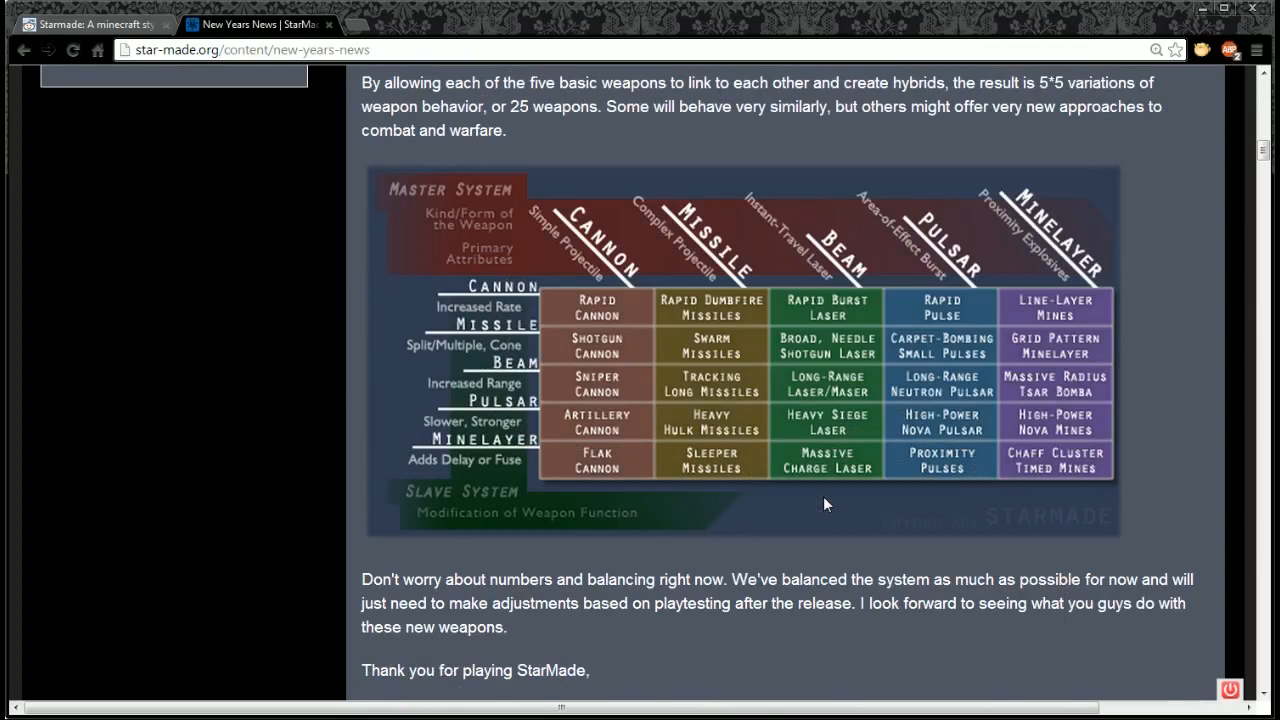 Starmade: A minecraft sty
New Years News | StarMa
star-made.org/content/new-years-news
ABP
2
By allowing each of the five basic weapons to link to each other and create hybrids, the result is 5*5 variations of
weapon behavior, or 25 weapons. Some will behave very similarly, but others might offer very new approaches to
combat and warfare.
MASTER SYSTEM
Kind/Form of
the Weapon
Primary
Attributes
CANNON
Simple Projectile
MISSILE
Complex Projectile
BEAM
Instant-Travel Laser
PULSAR
Area-of-Effect Burst
MINELAYER
Proximity Explosives
CANNON
Increased Rate
RAPID
CANNON
RAPID DUMBFIRE
MISSILES
RAPID BURST
LASER
RAPID
PULSE
LINE-LAYER
MINES
MISSILE
Split/Multiple, Cone
SHOTGUN
CANNON
SWARM
MISSILES
BROAD, NEEDLE
SHOTGUN LASER
CARPET-BOMBING
SMALL PULSES
GRID PATTERN
MINELAYER
BEAM
Increased Range
SNIPER
CANNON
TRACKING
LONG MISSILES
LONG-RANGE
LASER/MASER
LONG-RANGE
NEUTRON PULSAR
MASSIVE RADIUS
TSAR BOMBA
PULSAR
Slower, Stronger
ARTILLERY
CANNON
HEAVY
HULK MISSILES
HEAVY SIEGE
LASER
HIGH-POWER
NOVA PULSAR
HIGH-POWER
NOVA MINES
MINELAYER
Adds Delay or Fuse
FLAK
CANNON
SLEEPER
MISSILES
MASSIVE
CHARGE LASER
PROXIMITY
PULSES
CHAFF CLUSTER
TIMED MINES
SLAVE SYSTEM
Modification of Weapon Function
STARMADE
Don't worry about numbers and balancing right now. We've balanced the system as much as possible for now and will
just need to make adjustments based on playtesting after the release. I look forward to seeing what you guys do with
these new weapons.
Thank you for playing StarMade,